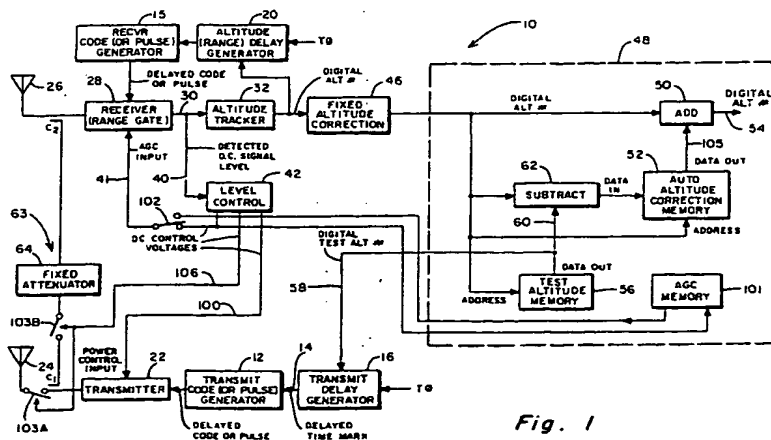 15
RECVR
CODE (OR PULSE)
GENERATOR
20
ALTITUDE
(RANGE) DELAY
GENERATOR
TΦ
10
48
26
DELAYED CODE
OR PULSE
28
RECEIVER
(RANGE GATE)
30
32
ALTITUDE
TRACKER
DIGITAL
ALT #
46
FIXED
ALTITUDE
CORRECTION
DIGITAL
ALT #
50
ADD
DIGITAL
ALT #
54
105
C2
AGC
INPUT
41
DETECTED
D.C. SIGNAL
LEVEL
40
42
LEVEL
CONTROL
102
DC CONTROL
VOLTAGES
62
SUBTRACT
60
DATA
IN
52
DATA OUT
AUTO
ALTITUDE
CORRECTION
MEMORY
ADDRESS
63
64
FIXED
ATTENUATOR
106
100
DIGITAL
TEST ALT #
58
DATA OUT
ADDRESS
TEST
ALTITUDE
MEMORY
56
AGC
MEMORY
101
103B
24
C1
POWER
CONTROL
INPUT
22
TRANSMITTER
103A
12
TRANSMIT
CODE (OR PULSE)
GENERATOR
DELAYED
CODE OR PULSE
14
DELAYED
TIME MARK
16
TRANSMIT
DELAY
GENERATOR
TΦ
Fig. 1